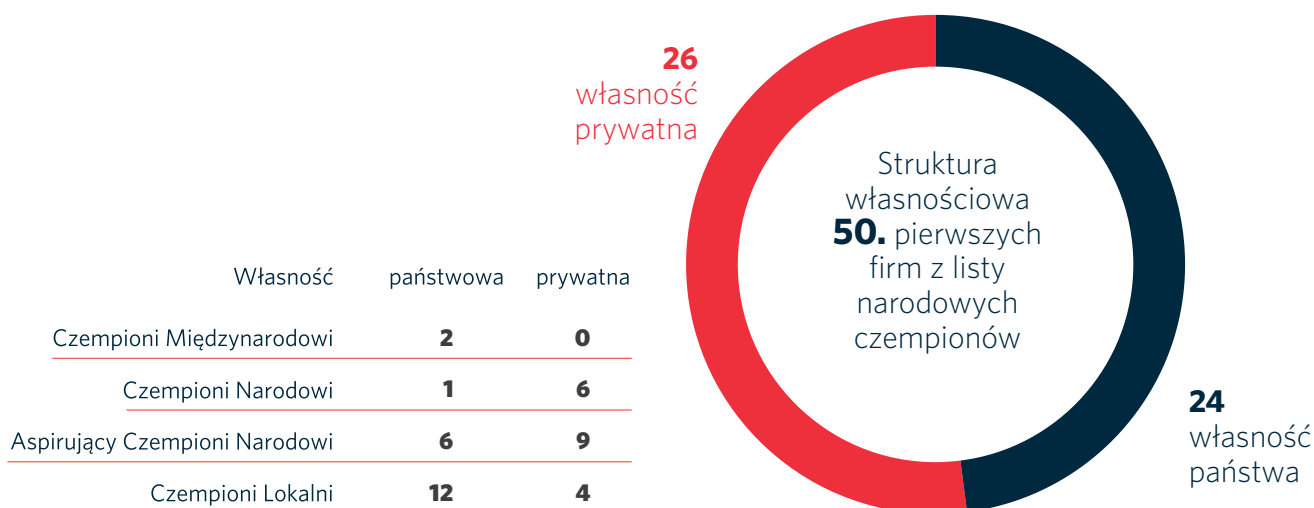 26
własność
prywatna
Struktura
własnościowa
50. pierwszych
firm z listy
narodowych
czempionów
24
własność
państwa
Własność państwowa prywatna
Czempioni Międzynarodowi 2 0
Czempioni Narodowi 1 6
Aspirujący Czempioni Narodowi 6 9
Czempioni Lokalni 12 4